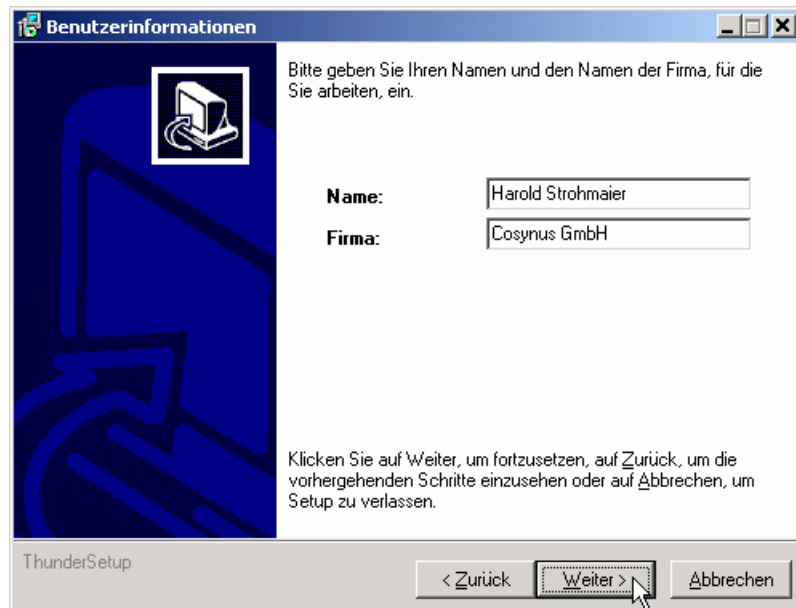 Benutzerinformationen
Bitte geben Sie Ihren Namen und den Namen der Firma, für die
Sie arbeiten, ein.
Name:
Harold Strohmaier
Firma:
Cosynus GmbH
Klicken Sie auf Weiter, um fortzusetzen, auf Zurück, um die
vorhergehenden Schritte einzusehen oder auf Abbrechen, um
Setup zu verlassen.
ThunderSetup
< Zurück
Weiter >
Abbrechen